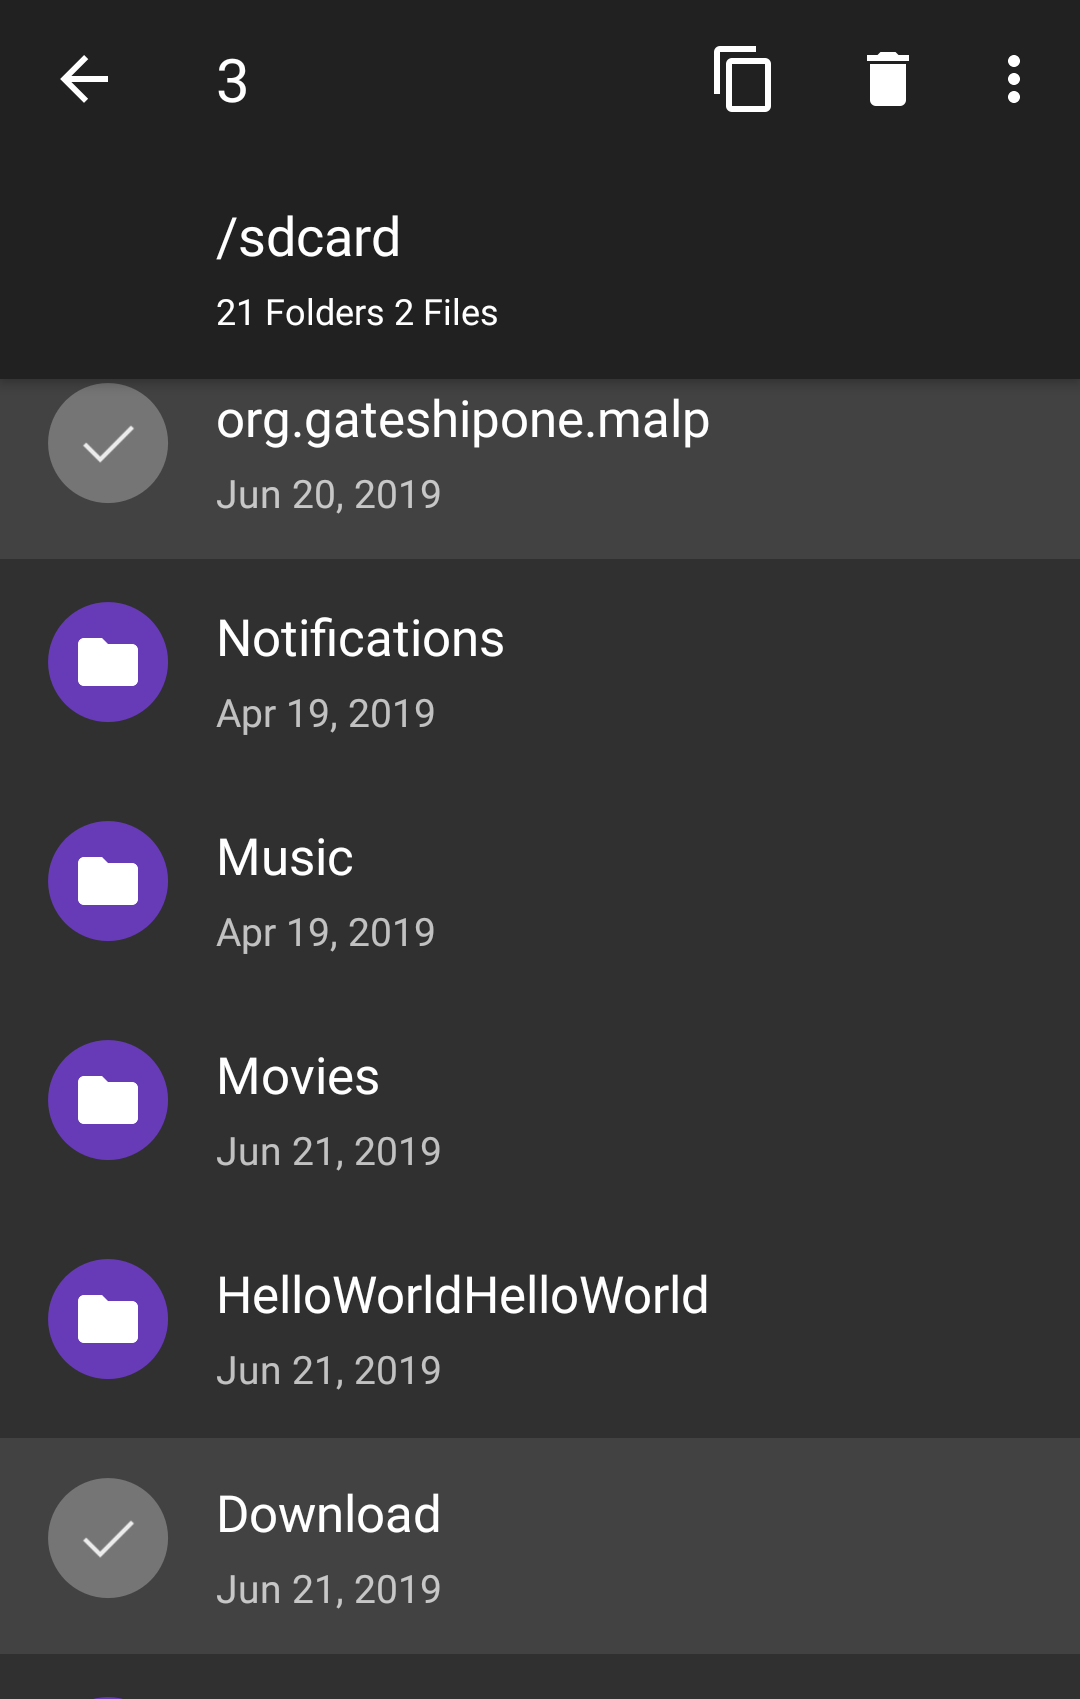 3
/sdcard
21 Folders 2 Files
org.gateshipone.malp
Jun 20, 2019
Notifications
Apr 19, 2019
Music
Apr 19, 2019
Movies
Jun 21, 2019
HelloWorldHelloWorld
Jun 21, 2019
Download
Jun 21, 2019